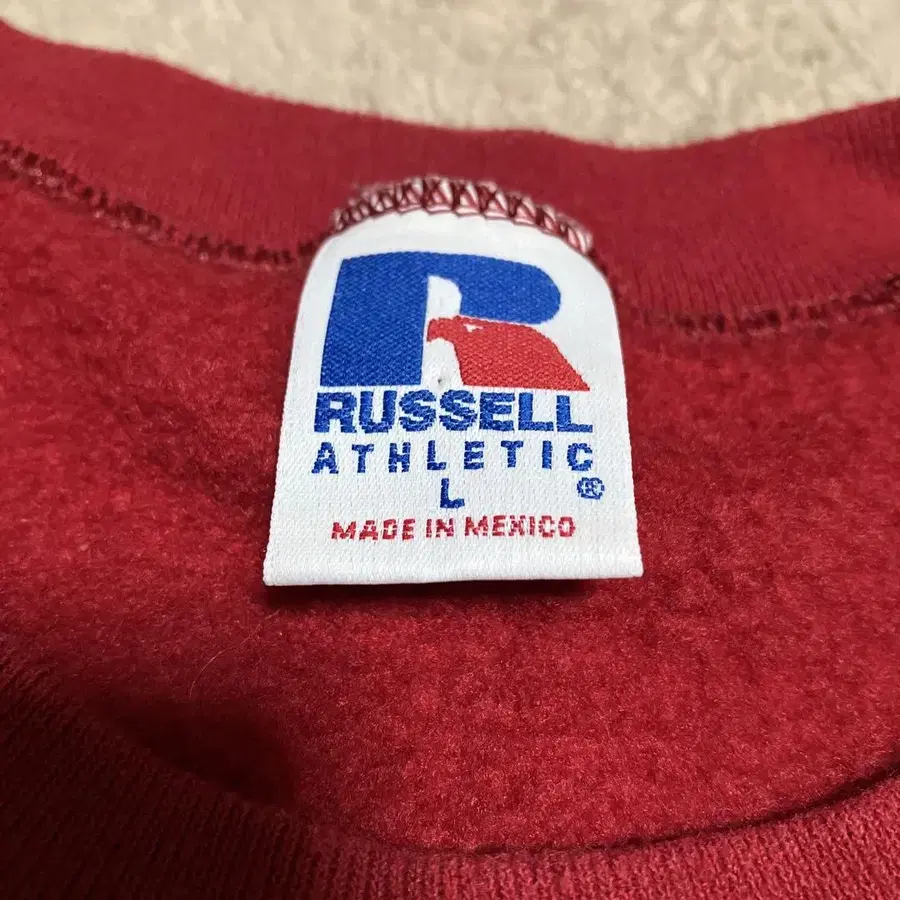 R
RUSSELL
ATHLETIC
L ®
MADE IN MEXICO